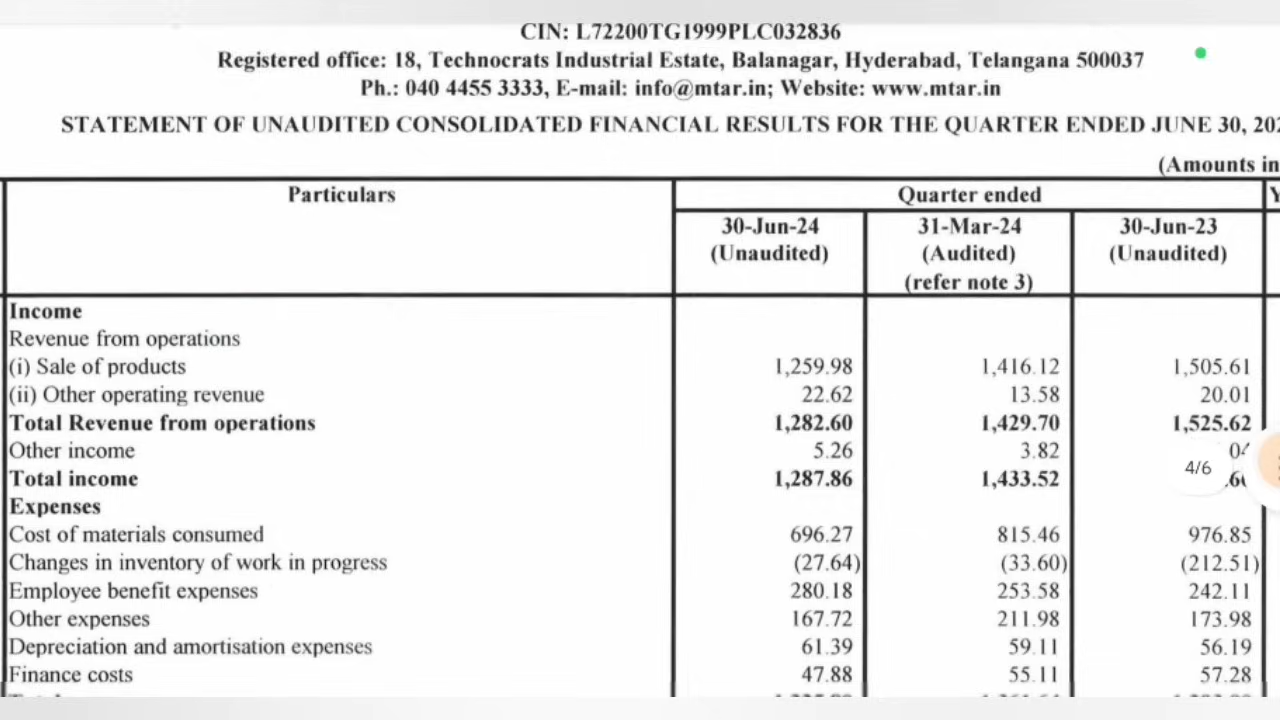 CIN: L72200TG1999PLC032836
Registered office: 18, Technocrats Industrial Estate, Balanagar, Hyderabad, Telangana 500037
Ph.: 040 4455 3333, E-mail: info@mtar.in; Website: www.mtar.in
STATEMENT OF UNAUDITED CONSOLIDATED FINANCIAL RESULTS FOR THE QUARTER ENDED JUNE 30,
(Amounts in
Particulars Quarter ended
30-Jun-24 31-Mar-24 30-Jun-23
(Unaudited) (Audited) (Unaudited)
(refer note 3)
Income
Revenue from operations
(i) Sale of products 1,259.98 1,416.12 1,505.61
(ii) Other operating revenue 22.62 13.58 20.01
Total Revenue from operations 1,282.60 1,429.70 1,525.62
Other income 5.26 3.82
4/6
Total income 1,287.86 1,433.52
Expenses
Cost of materials consumed 696.27 815.46 976.85
Changes in inventory of work in progress (27.64) (33.60) (212.51)
Employee benefit expenses 280.18 253.58 242.11
Other expenses 167.72 211.98 173.98
Depreciation and amortisation expenses 61.39 59.11 56.19
Finance costs 47.88 55.11 57.28